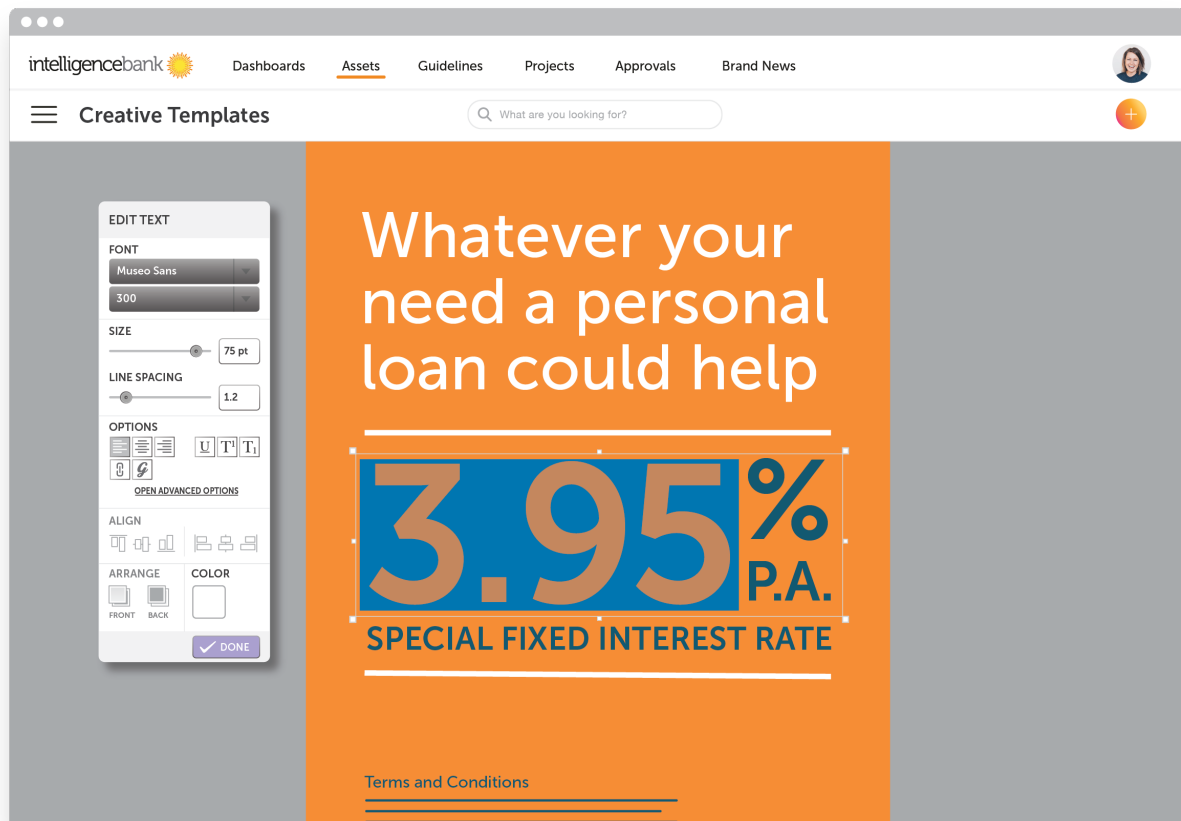 intelligencebank
Dashboards Assets Guidelines Projects Approvals Brand News
Creative Templates
What are you looking for?
EDIT TEXT
FONT
Museo Sans
300
SIZE
75 pt
LINE SPACING
1.2
OPTIONS
U T¹ T₁
OPEN ADVANCED OPTIONS
ALIGN
ARRANGE COLOR
FRONT BACK
DONE
Whatever your
need a personal
loan could help
3.95%
P.A.
SPECIAL FIXED INTEREST RATE
Terms and Conditions